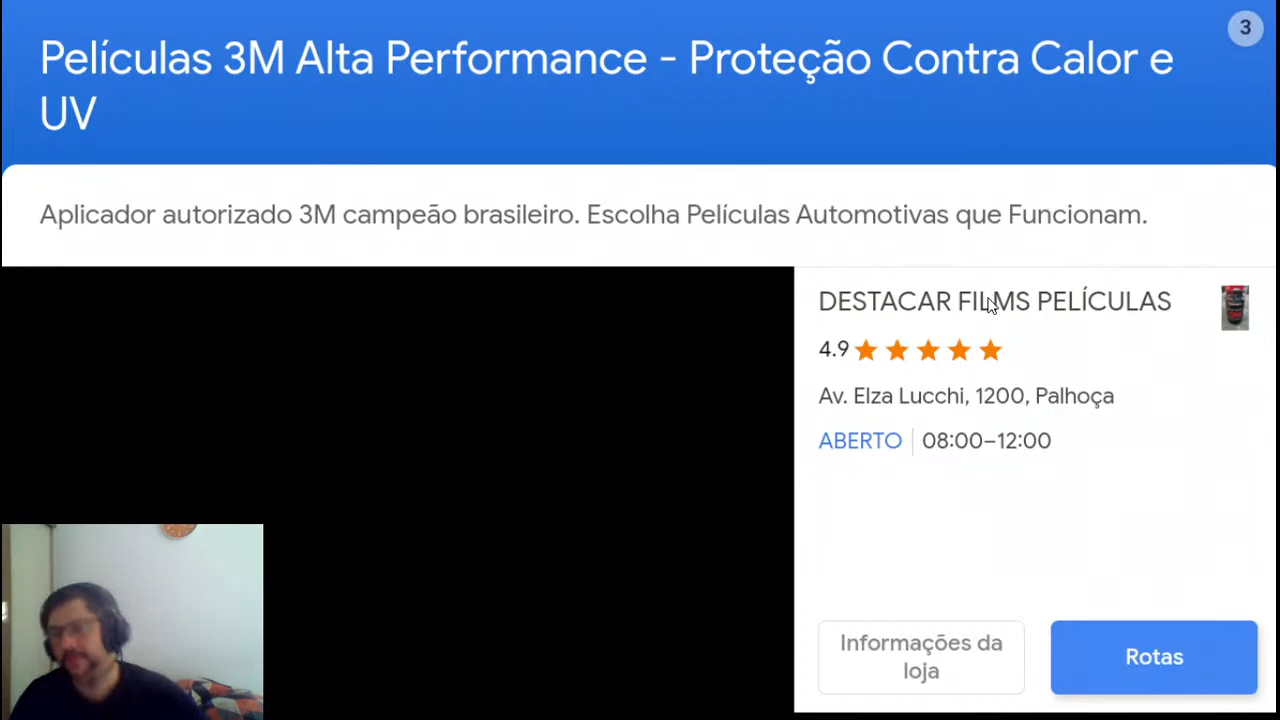 3
Películas 3M Alta Performance - Proteção Contra Calor e
UV
Aplicador autorizado 3M campeão brasileiro. Escolha Películas Automotivas que Funcionam.
DESTACAR FILMS PELÍCULAS
4.9
Av. Elza Lucchi, 1200, Palhoça
ABERTO 08:00–12:00
Informações da
loja
Rotas